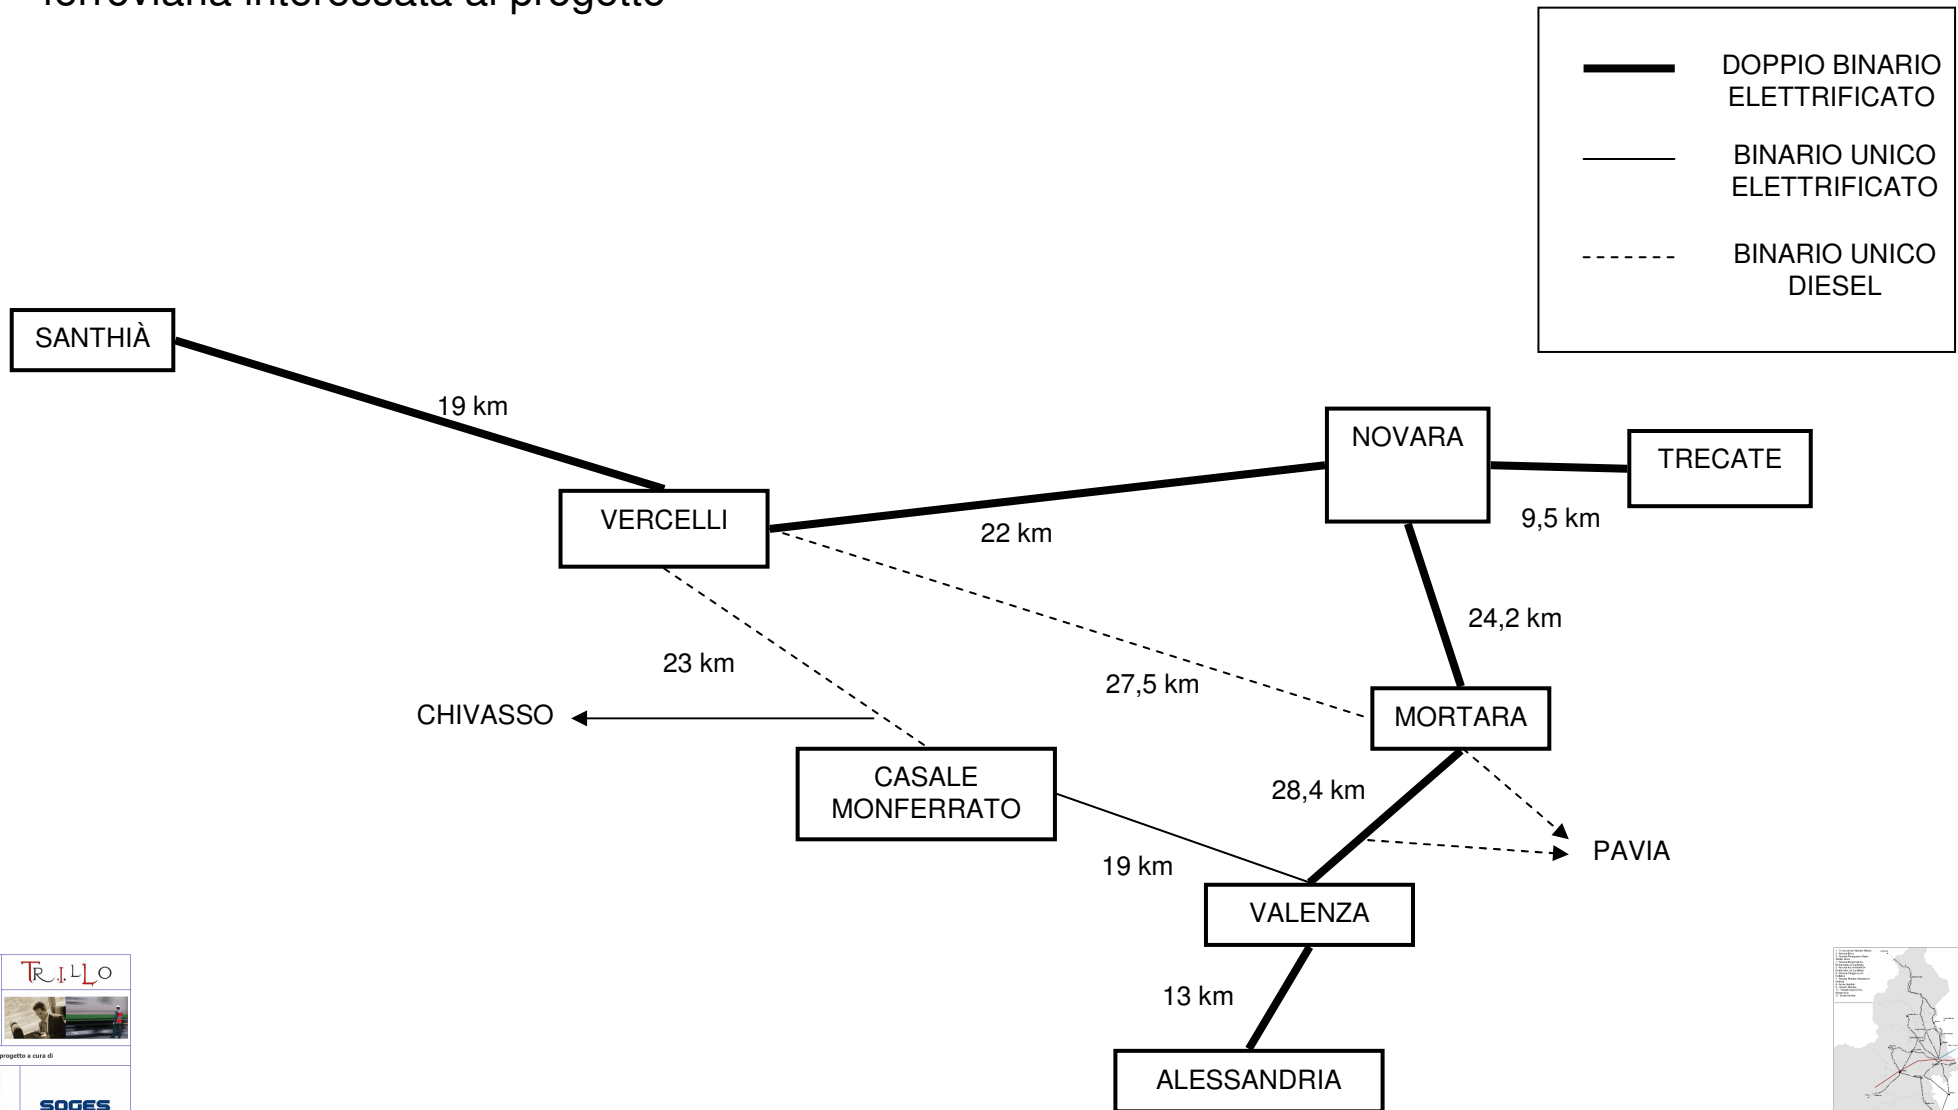 ferroviaria interessata al progetto
DOPPIO BINARIO
ELETTRIFICATO
BINARIO UNICO
ELETTRIFICATO
BINARIO UNICO
DIESEL
SANTHIÀ
19 km
NOVARA
TRECATE
VERCELLI
22 km
9,5 km
24,2 km
23 km
27,5 km
CHIVASSO
MORTARA
CASALE
MONFERRATO
28,4 km
19 km
PAVIA
VALENZA
TR.I.LLO
13 km
progetto a cura di
ALESSANDRIA
SOGES